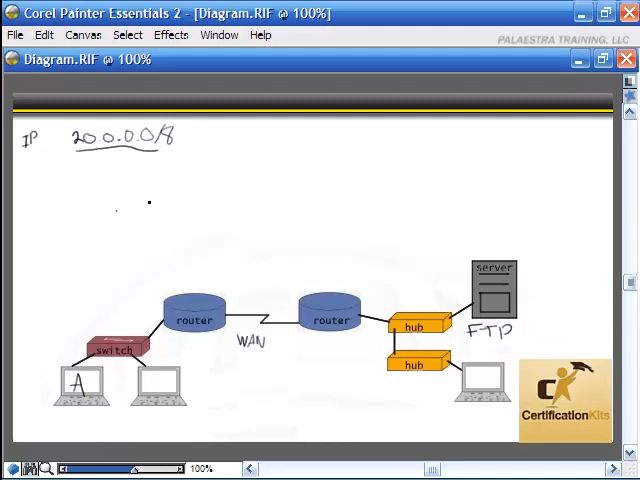 Corel Painter Essentials 2 - [Diagram.RIF @ 100%]
File Edit Canvas Select Effects Window Help
PALAESTRA TRAINING, LLC
Diagram.RIF @ 100%
IP 20.0.0.0/8
server
router
router
hub
FTP
WAN
switch
hub
A
CertificationKits
100%